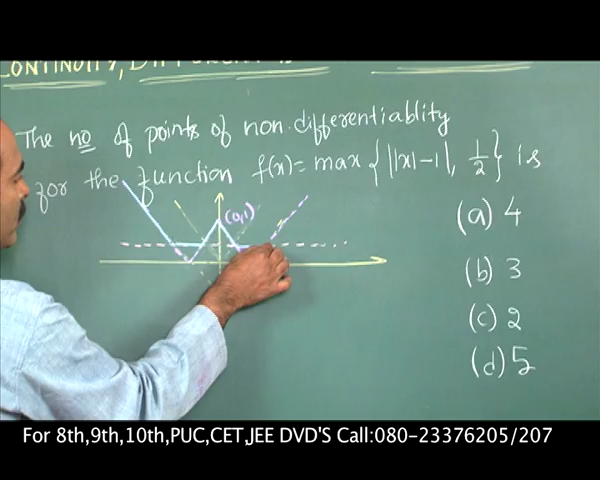 CONTINUITY,
The no of points of non.differentiablity
for the function f(x)= max {||x|-1|, 1/2} is
(0,1)
(a) 4
(b) 3
(c) 2
(d) 5
For 8th,9th,10th,PUC,CET,JEE DVD'S Call:080-23376205/207